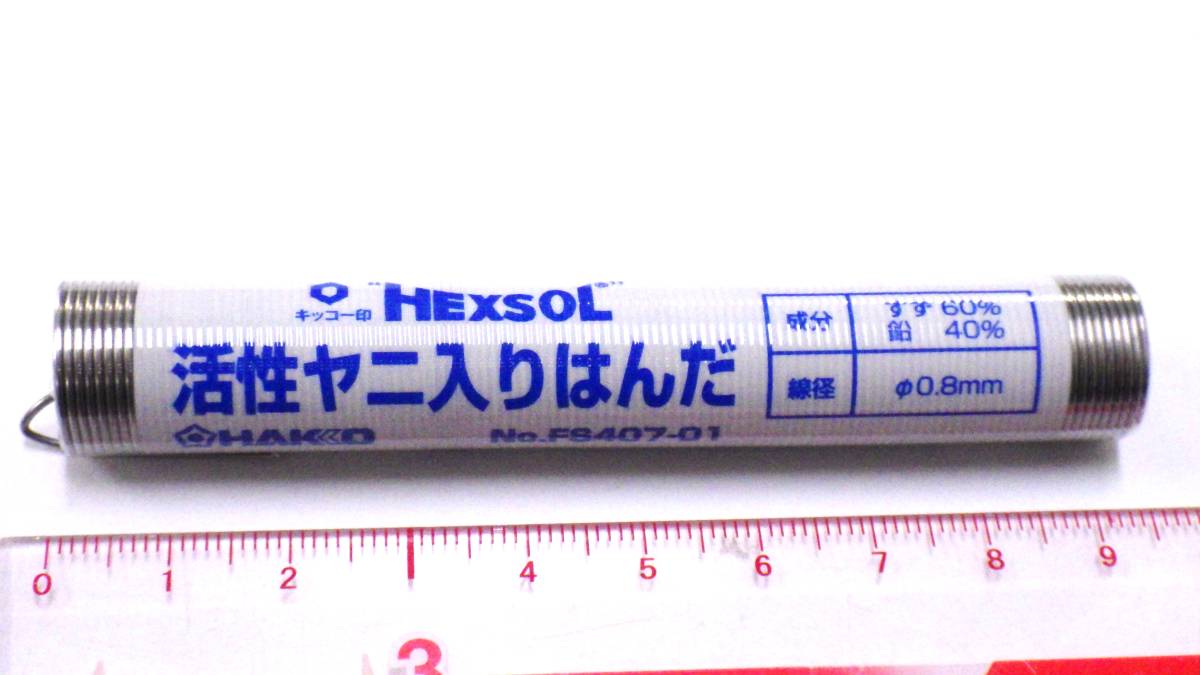 キッコー印
"HEXSOL®"
活性ヤニ入りはんだ
HAKKO No.FS407-01
成分 すず 60%
鉛 40%
線径 φ0.8mm
0 1 2 4 5 6 7 8 9
3